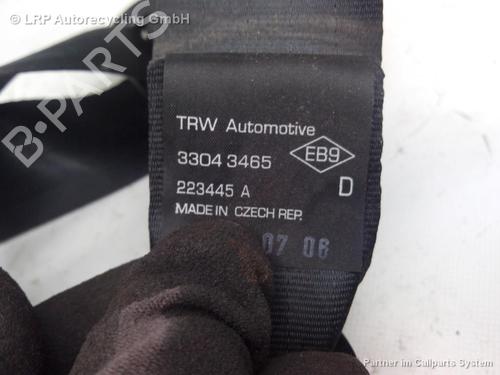 © LRP Autorecycling GmbH
B-PARTS
TRW Automotive
3304 3465
EB9
223445 A
D
MADE IN CZECH REP.
07 06
Partner im Callparts System